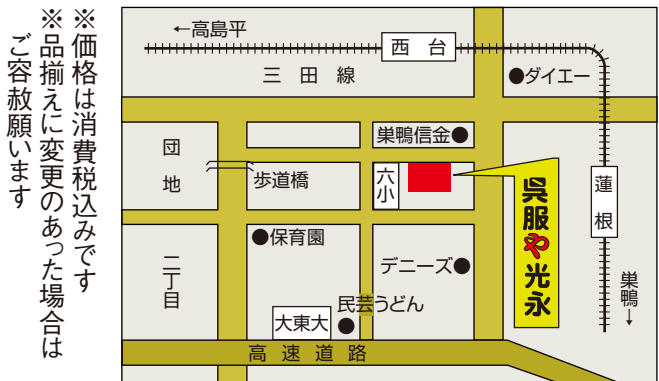 ※価格は消費税込みです
※品揃えに変更のあった場合は
ご容赦願います
←高島平
西台
三田線
ダイエー
巣鴨信金
団地
歩道橋
六小
蓮根
呉服や光永
保育園
デニーズ
二丁目
巣鴨→
民芸うどん
大東大
高速道路